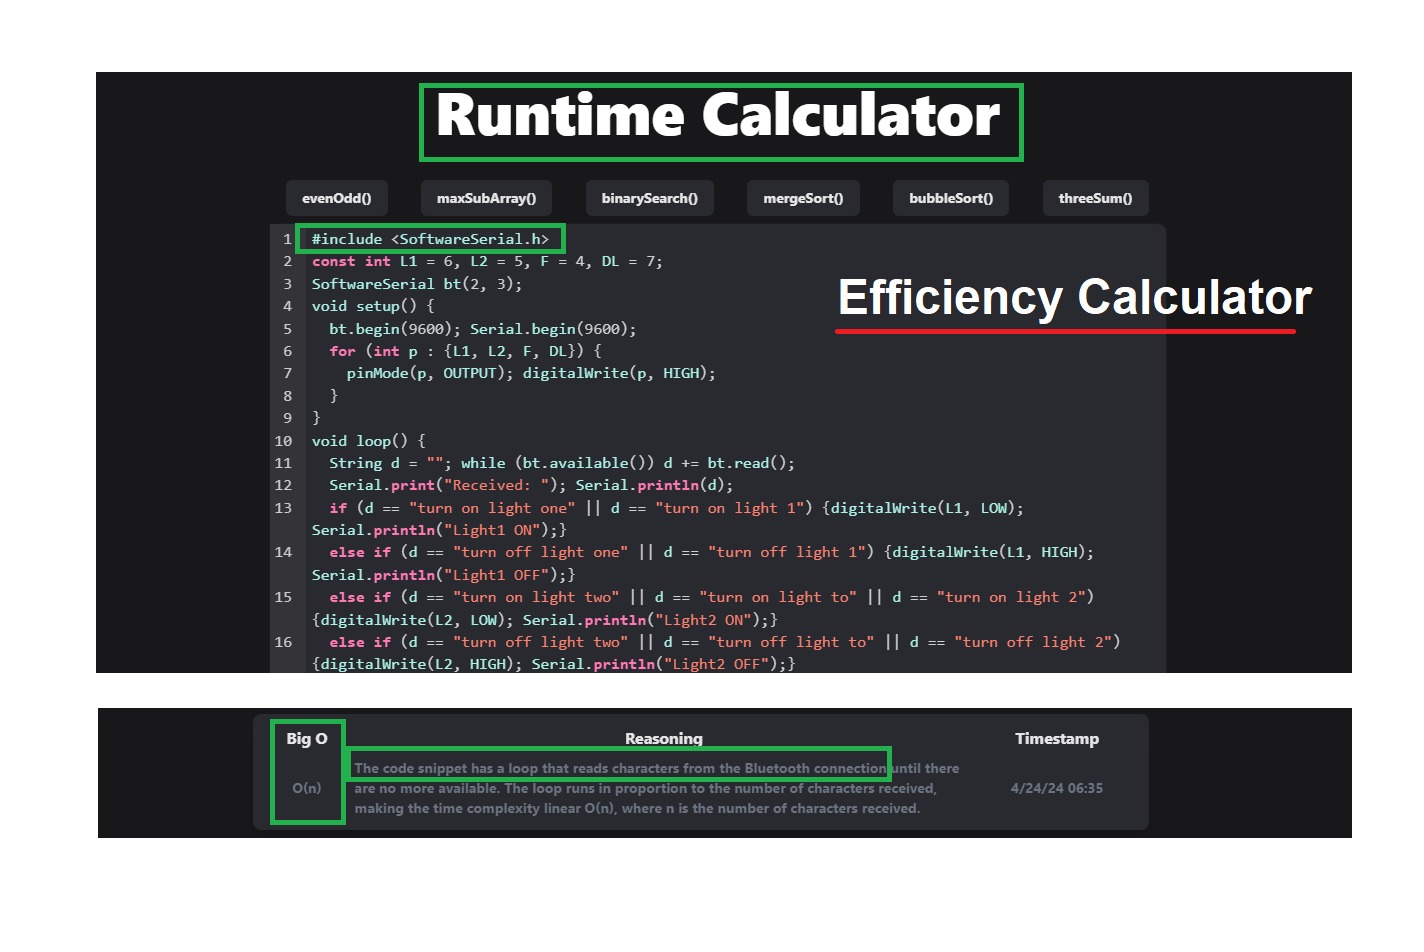 Runtime Calculator
evenOdd() maxSubArray() binarySearch() mergeSort() bubbleSort() threeSum()
1 #include <SoftwareSerial.h>
2 const int L1 = 6, L2 = 5, F = 4, DL = 7;
3 SoftwareSerial bt(2, 3);
Efficiency Calculator
4 void setup() {
5 bt.begin(9600); Serial.begin(9600);
6 for (int p : {L1, L2, F, DL}) {
7 pinMode(p, OUTPUT); digitalWrite(p, HIGH);
8 }
9 }
10 void loop() {
11 String d = ""; while (bt.available()) d += bt.read();
12 Serial.print("Received: "); Serial.println(d);
13 if (d == "turn on light one" || d == "turn on light 1") {digitalWrite(L1, LOW);
Serial.println("Light1 ON");}
14 else if (d == "turn off light one" || d == "turn off light 1") {digitalWrite(L1, HIGH);
Serial.println("Light1 OFF");}
15 else if (d == "turn on light two" || d == "turn on light to" || d == "turn on light 2")
{digitalWrite(L2, LOW); Serial.println("Light2 ON");}
16 else if (d == "turn off light two" || d == "turn off light to" || d == "turn off light 2")
{digitalWrite(L2, HIGH); Serial.println("Light2 OFF");}
Big O Reasoning Timestamp
The code snippet has a loop that reads characters from the Bluetooth connection until there
O(n) are no more available. The loop runs in proportion to the number of characters received, 4/24/24 06:35
making the time complexity linear O(n), where n is the number of characters received.